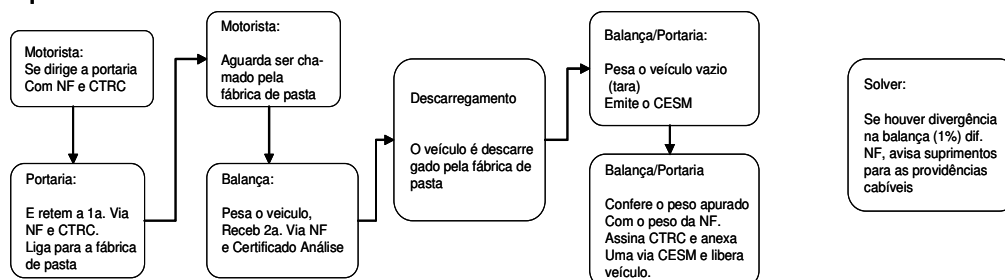 Motorista:
Se dirige a portaria
Com NF e CTRC
Portaria:
E retem a 1a. Via
NF e CTRC.
Liga para a fábrica
de pasta
Motorista:
Aguarda ser cha-
mado pela
fábrica de pasta
Balança:
Pesa o veiculo,
Receb 2a. Via NF
e Certificado Análise
Descarregamento
O veículo é descarre
gado pela fábrica de
pasta
Balança/Portaria:
Pesa o veículo vazio
(tara)
Emite o CESM
Balança/Portaria
Confere o peso apurado
Com o peso da NF.
Assina CTRC e anexa
Uma via CESM e libera
veículo.
Solver:
Se houver divergência
na balança (1%) dif.
NF, avisa suprimentos
para as providências
cabíveis